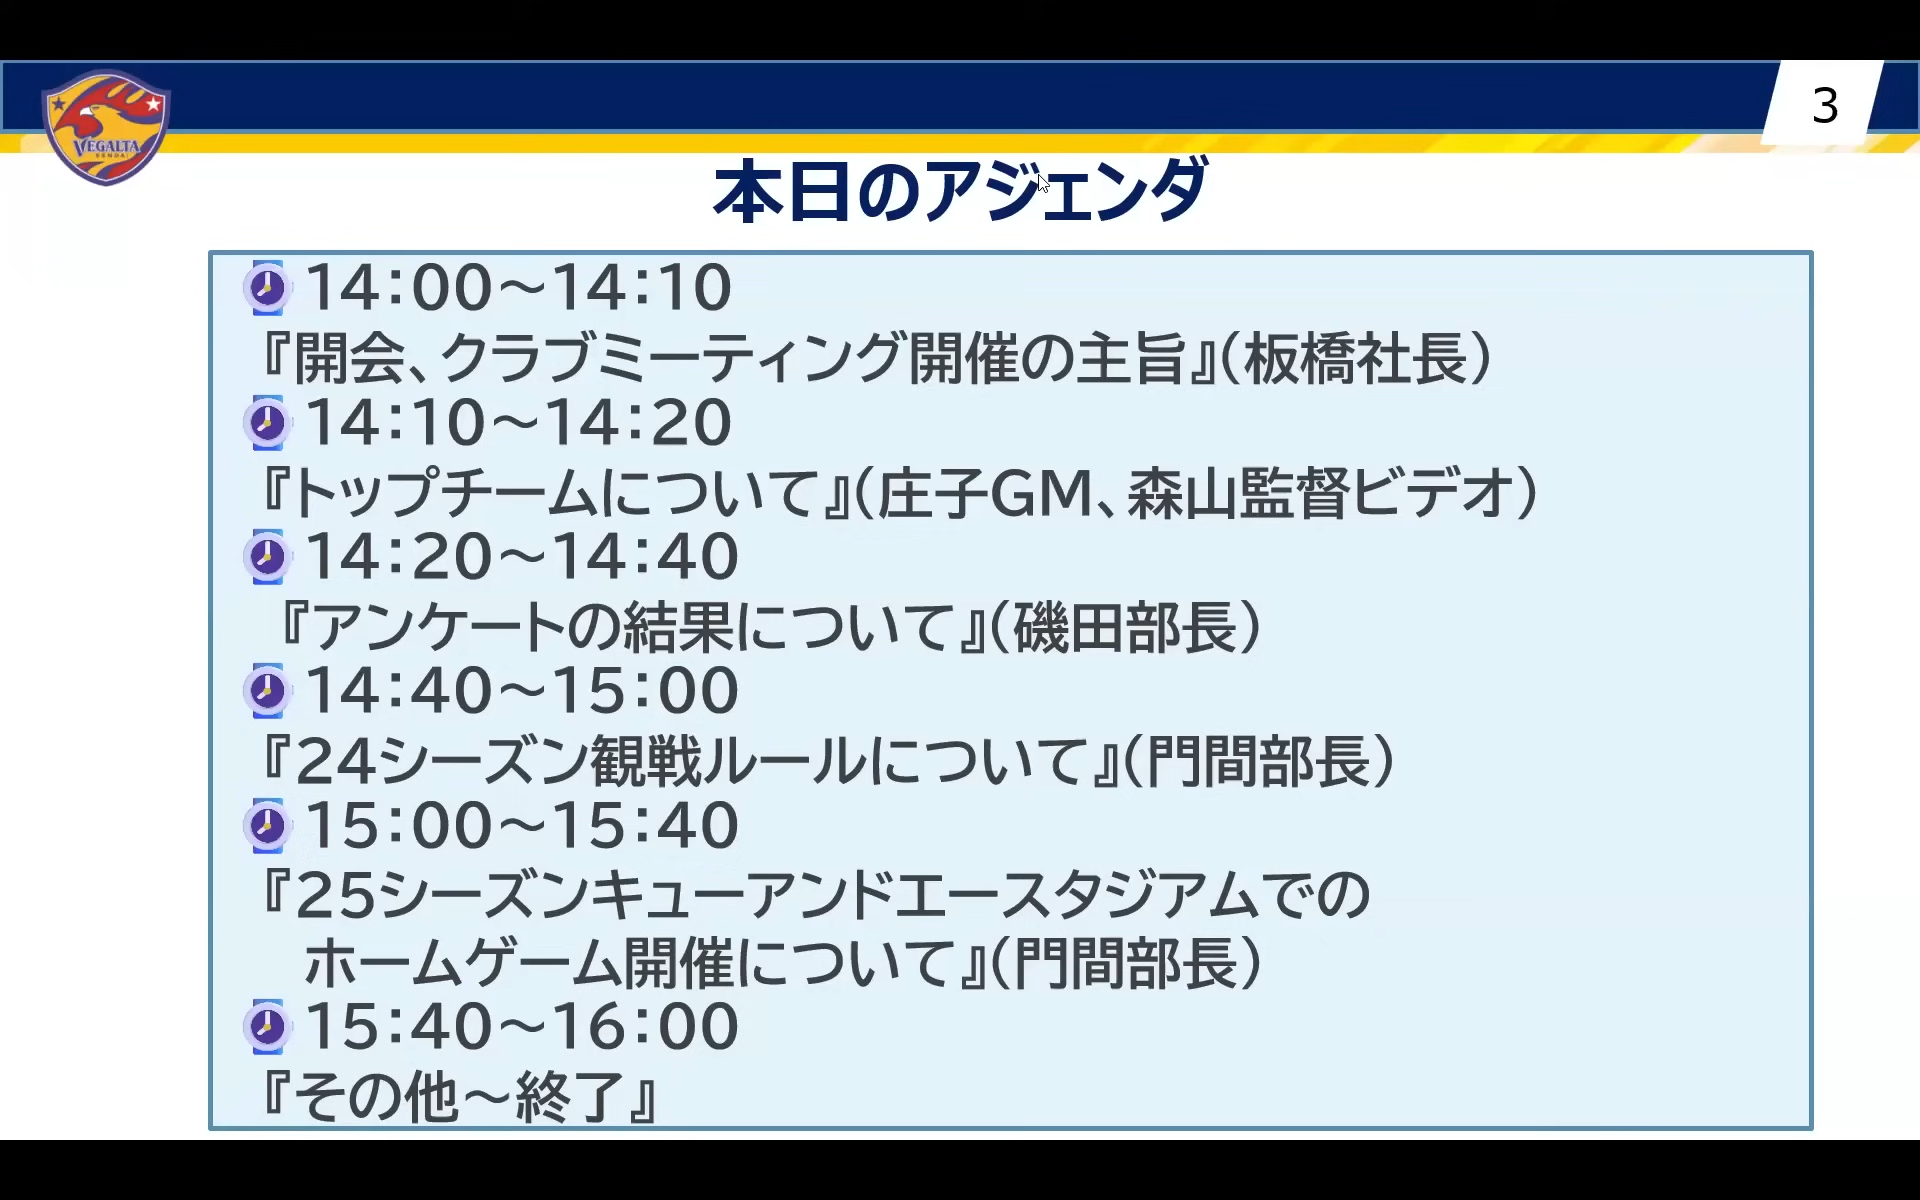 VEGALTA
SENDAI
3
本日のアジェンダ
14:00～14:10
『開会、クラブミーティング開催の主旨』(板橋社長)
14:10～14:20
『トップチームについて』(庄子GM、森山監督ビデオ)
14:20～14:40
『アンケートの結果について』(磯田部長)
14:40～15:00
『24シーズン観戦ルールについて』(門間部長)
15:00～15:40
『25シーズンキューアンドエースタジアムでの
ホームゲーム開催について』(門間部長)
15:40～16:00
『その他～終了』